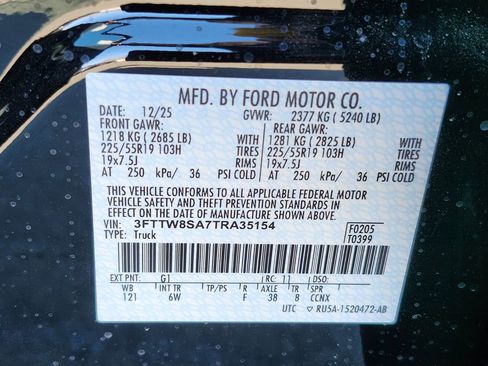 MFD. BY FORD MOTOR CO.
DATE: 12/25 GVWR: 2377 KG ( 5240 LB)
FRONT GAWR: REAR GAWR:
1218 KG ( 2685 LB) 1281 KG ( 2825 LB)
225/55R19 103H TIRES 225/55R19 103H TIRES
19x7.5J RIMS 19x7.5J RIMS
AT 250 kPa/ 36 PSI COLD AT 250 kPa/ 36 PSI COLD
THIS VEHICLE CONFORMS TO ALL APPLICABLE FEDERAL MOTOR
VEHICLE SAFETY AND THEFT PREVENTION STANDARDS IN EFFECT
ON THE DATE OF MANUFACTURE SHOWN ABOVE.
VIN: 3FTTW8SA7TRA35154 F0205
TYPE: Truck T0399
EXT PNT: G1 RC: 11 DSO:
WB INT TR TP/PS R AXLE TR SPR
121 6W F 38 8 CCNX
UTC RU5A-1520472-AB